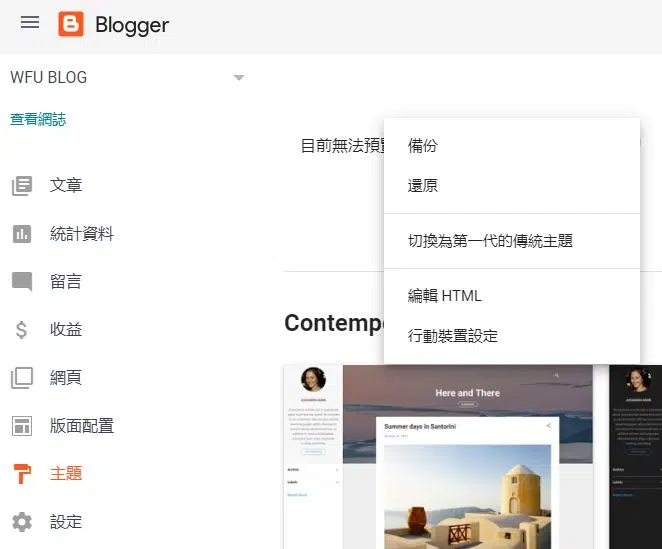 Blogger
WFU BLOG
查看網誌
文章
統計資料
留言
收益
網頁
版面配置
主題
設定
目前無法預覽
備份
還原
切換為第一代的傳統主題
編輯 HTML
行動裝置設定
Contempo
Here and There
Summer days in Santorini